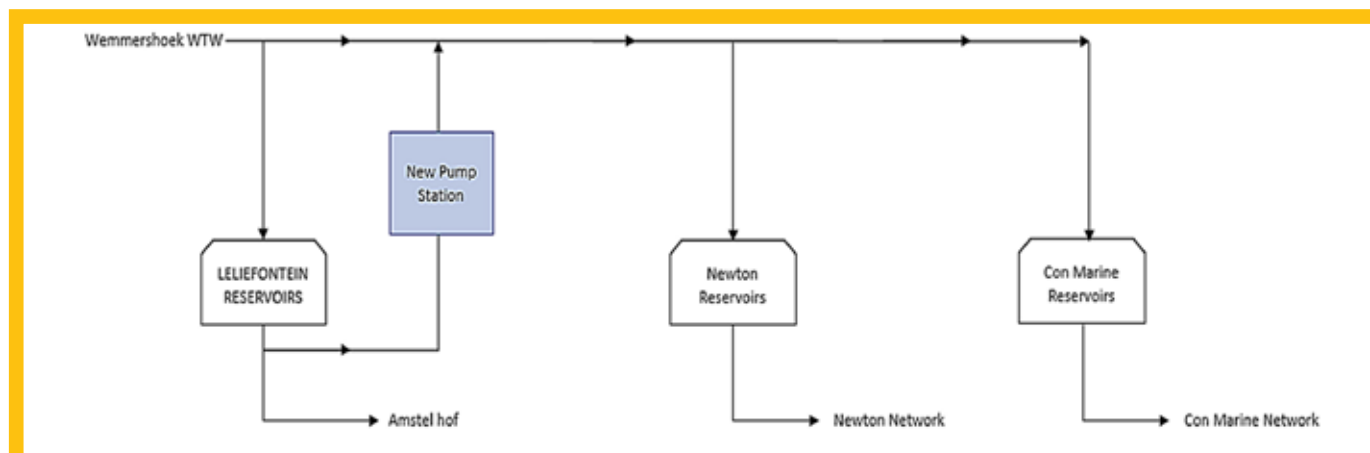 Wemmershoek WTW
New Pump
Station
LELIEFONTEIN
RESERVOIRS
Newton
Reservoirs
Con Marine
Reservoirs
Amstel hof
Newton Network
Con Marine Network